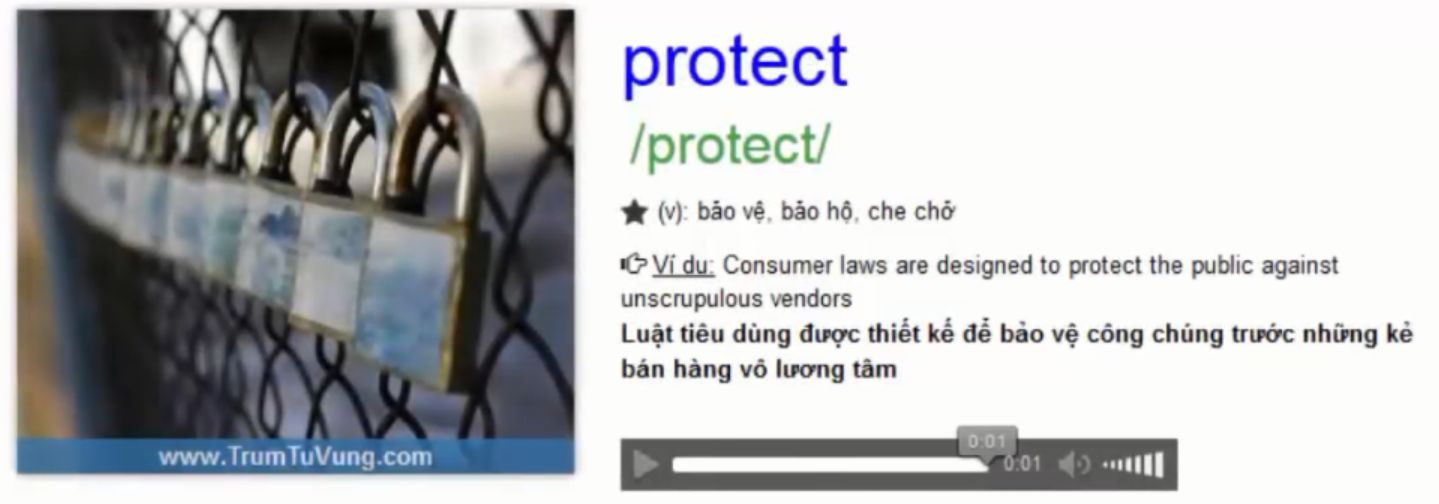 protect
/protect/
(v): bảo vệ, bảo hộ, che chở
Ví dụ: Consumer laws are designed to protect the public against
unscrupulous vendors
Luật tiêu dùng được thiết kế để bảo vệ công chúng trước những kẻ
bán hàng vô lương tâm
www.TrumTuVung.com
0:01
0:01